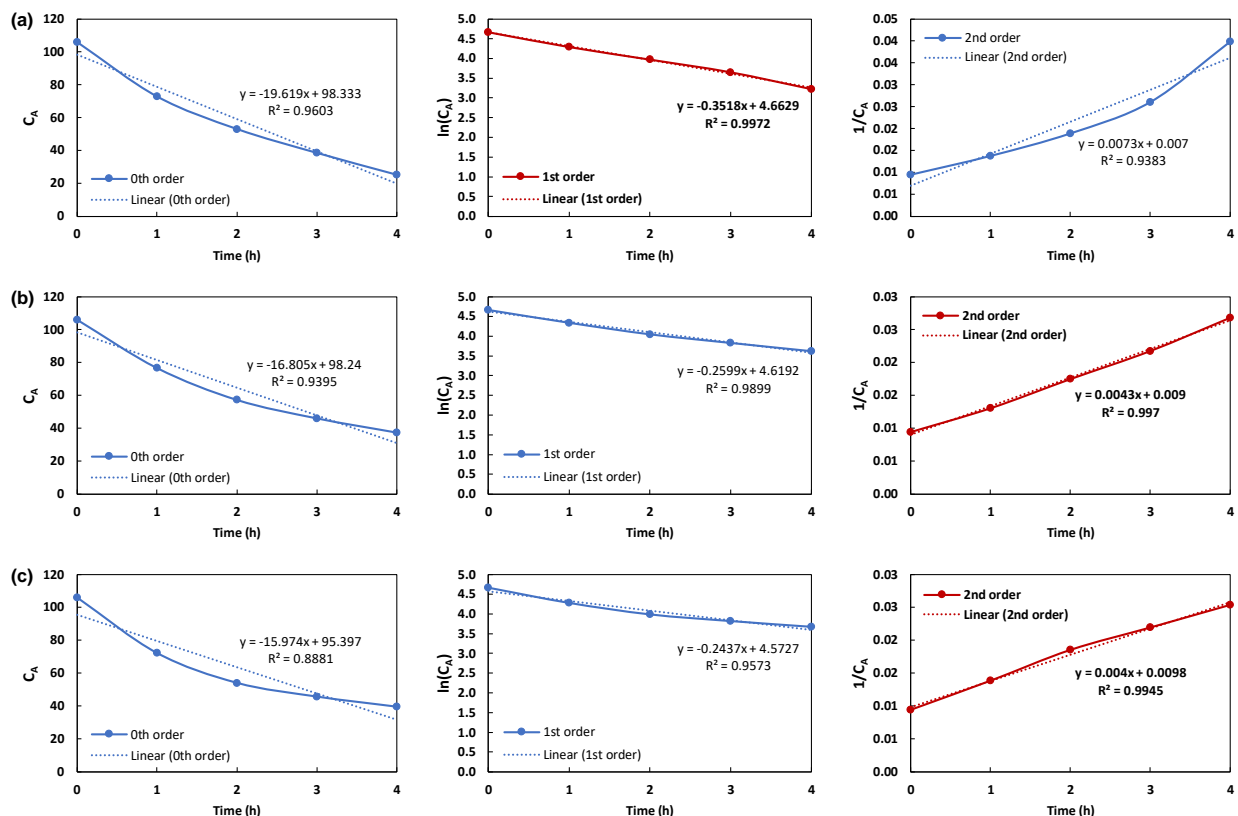 (a)
120
100
80
60
40
20
0
C_A
y = -19.619x + 98.333
R² = 0.9603
0th order
Linear (0th order)
0 1 2 3 4
Time (h)
5.0
4.5
4.0
3.5
3.0
2.5
2.0
1.5
1.0
0.5
0.0
ln(C_A)
y = -0.3518x + 4.6629
R² = 0.9972
1st order
Linear (1st order)
0 1 2 3 4
Time (h)
0.04
0.03
0.03
0.02
0.02
0.01
0.01
0.00
1/C_A
2nd order
Linear (2nd order)
y = 0.0073x + 0.007
R² = 0.9383
0 1 2 3 4
Time (h)
(b)
120
100
80
60
40
20
0
C_A
y = -16.805x + 98.24
R² = 0.9395
0th order
Linear (0th order)
0 1 2 3 4
Time (h)
5.0
4.5
4.0
3.5
3.0
2.5
2.0
1.5
1.0
0.5
0.0
ln(C_A)
y = -0.2599x + 4.6192
R² = 0.9899
1st order
Linear (1st order)
0 1 2 3 4
Time (h)
0.03
0.03
0.02
0.02
0.01
0.01
0.00
1/C_A
2nd order
Linear (2nd order)
y = 0.0043x + 0.009
R² = 0.997
0 1 2 3 4
Time (h)
(c)
120
100
80
60
40
20
0
C_A
y = -15.974x + 95.397
R² = 0.8881
0th order
Linear (0th order)
0 1 2 3 4
Time (h)
5.0
4.5
4.0
3.5
3.0
2.5
2.0
1.5
1.0
0.5
0.0
ln(C_A)
y = -0.2437x + 4.5727
R² = 0.9573
1st order
Linear (1st order)
0 1 2 3 4
Time (h)
0.03
0.03
0.02
0.02
0.01
0.01
0.00
1/C_A
2nd order
Linear (2nd order)
y = 0.004x + 0.0098
R² = 0.9945
0 1 2 3 4
Time (h)